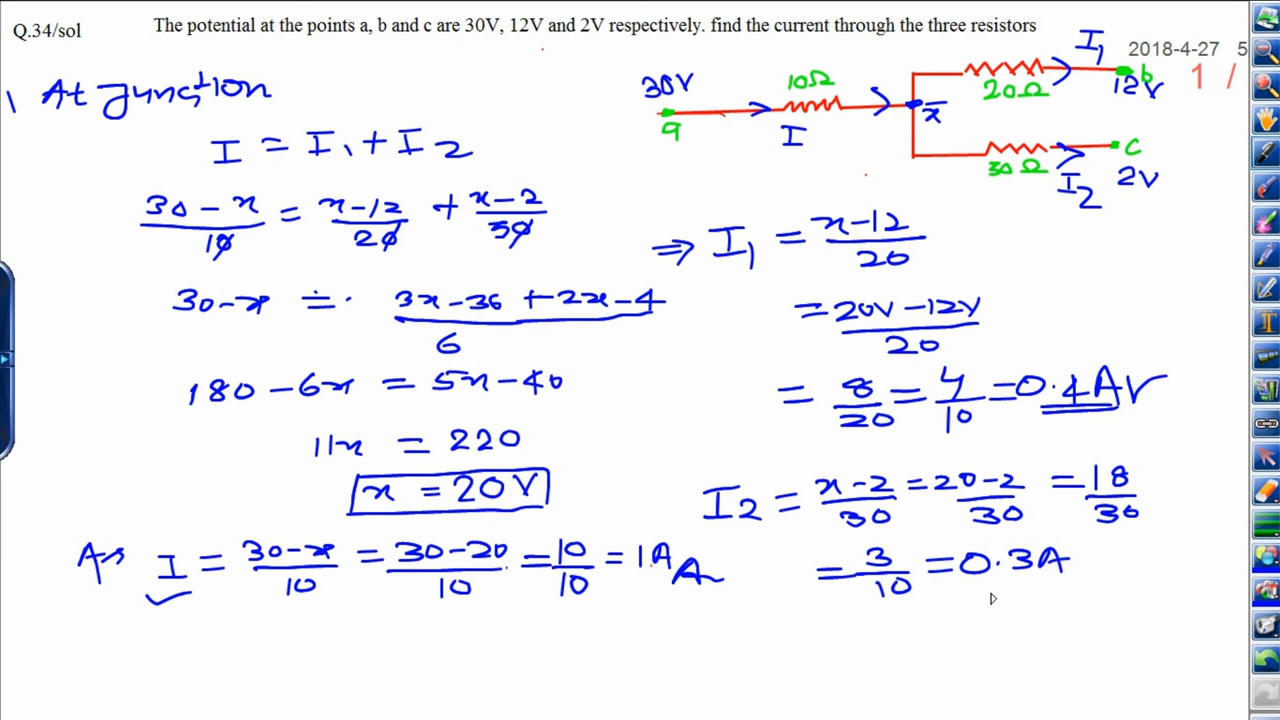 Q.34/sol
The potential at the points a, b and c are 30V, 12V and 2V respectively. find the current through the three resistors
2018-4-27 5
1 /
30V 10Ω 20Ω I₁ b 12V
a I x 30Ω I₂ c 2V
1 At Junction
I = I₁ + I₂
30-x/10 = x-12/20 + x-2/30
30-x = 3x-36 + 2x-4/6
180-6x = 5x-40
11x = 220
x = 20V
As I = 30-x/10 = 30-20/10 = 10/10 = 1A A
⇒ I₁ = x-12/20
= 20V-12V/20
= 8/20 = 4/10 = 0.4A V
I₂ = x-2/30 = 20-2/30 = 18/30
= 3/10 = 0.3A